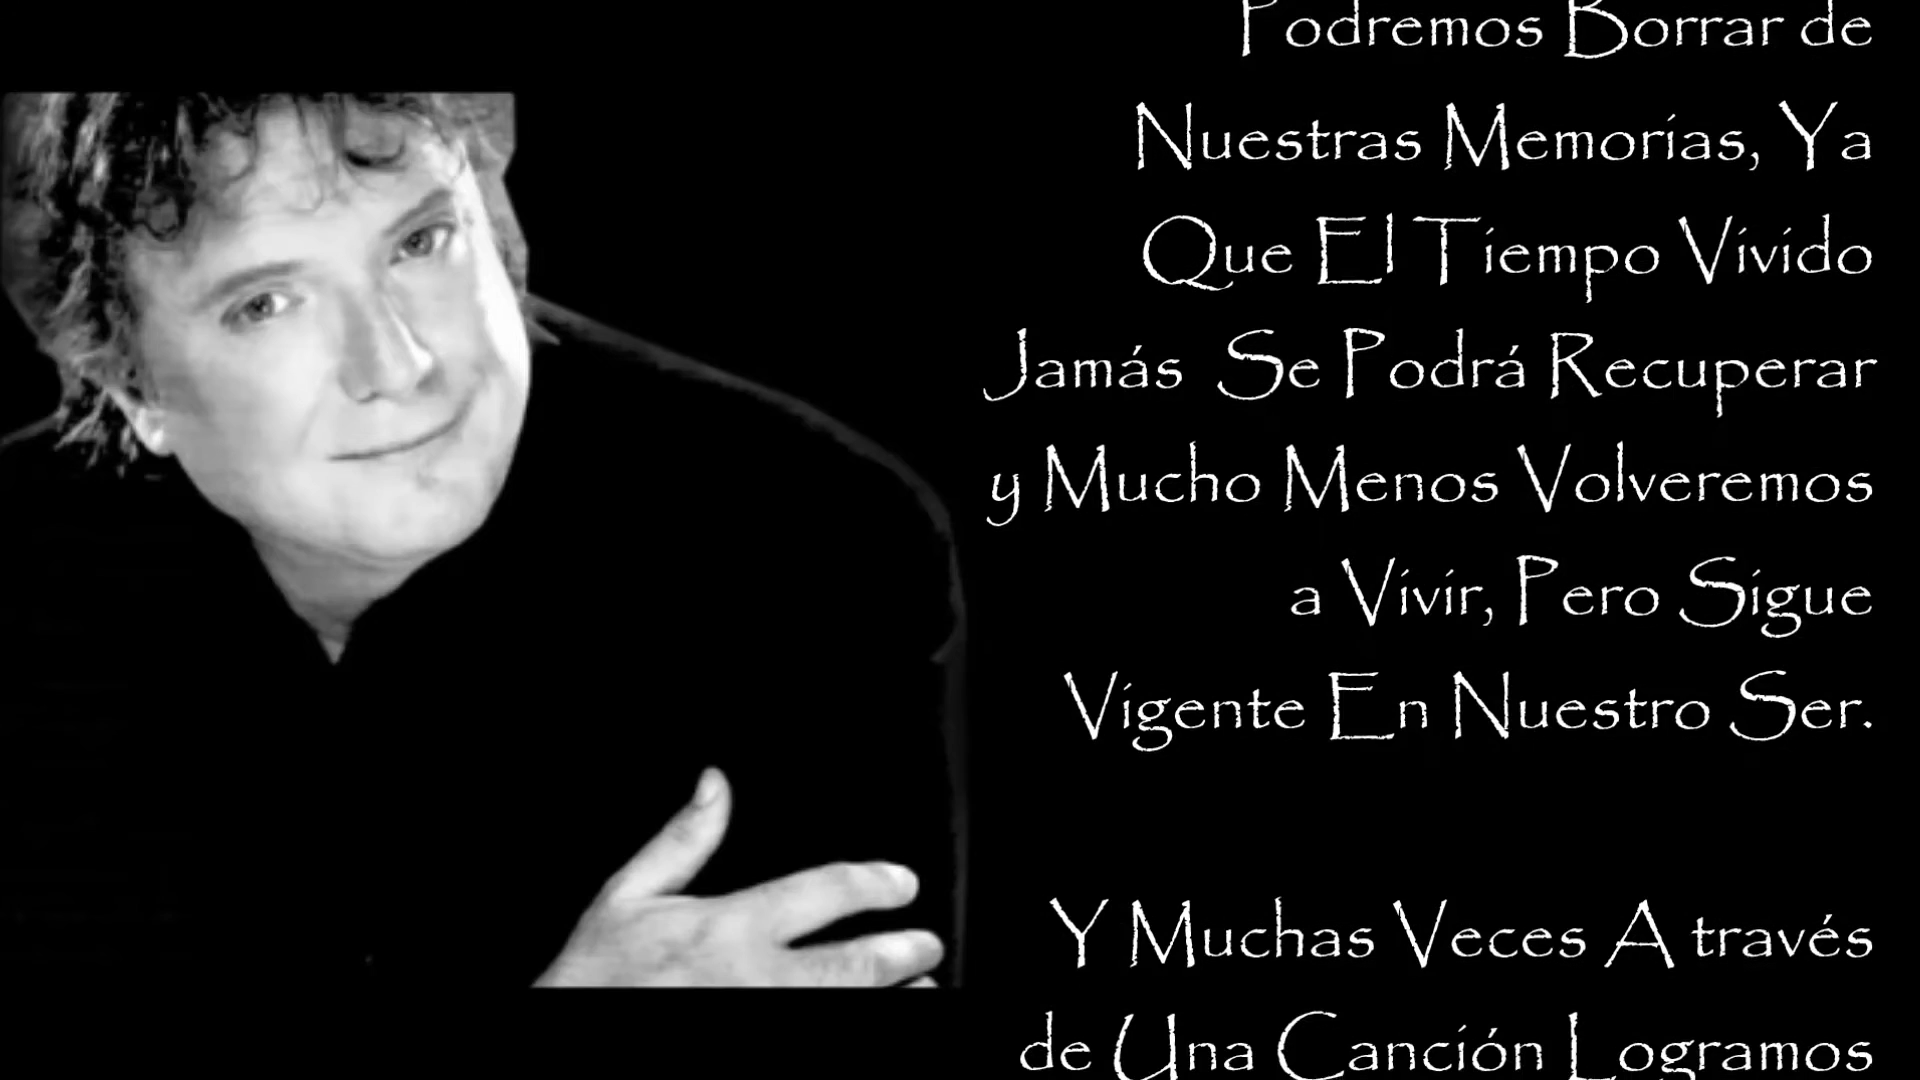 Podremos Borrar de
Nuestras Memorias, Ya
Que El Tiempo Vivido
Jamás Se Podrá Recuperar
y Mucho Menos Volveremos
a Vivir, Pero Sigue
Vigente En Nuestro Ser.
Y Muchas Veces A través
de Una Canción Logramos